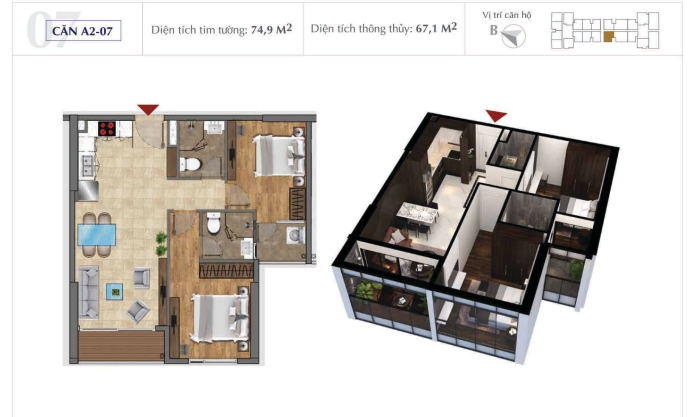 07
CĂN A2-07
Diện tích tim tường: 74,9 M2
Diện tích thông thủy: 67,1 M2
Vị trí căn hộ
B